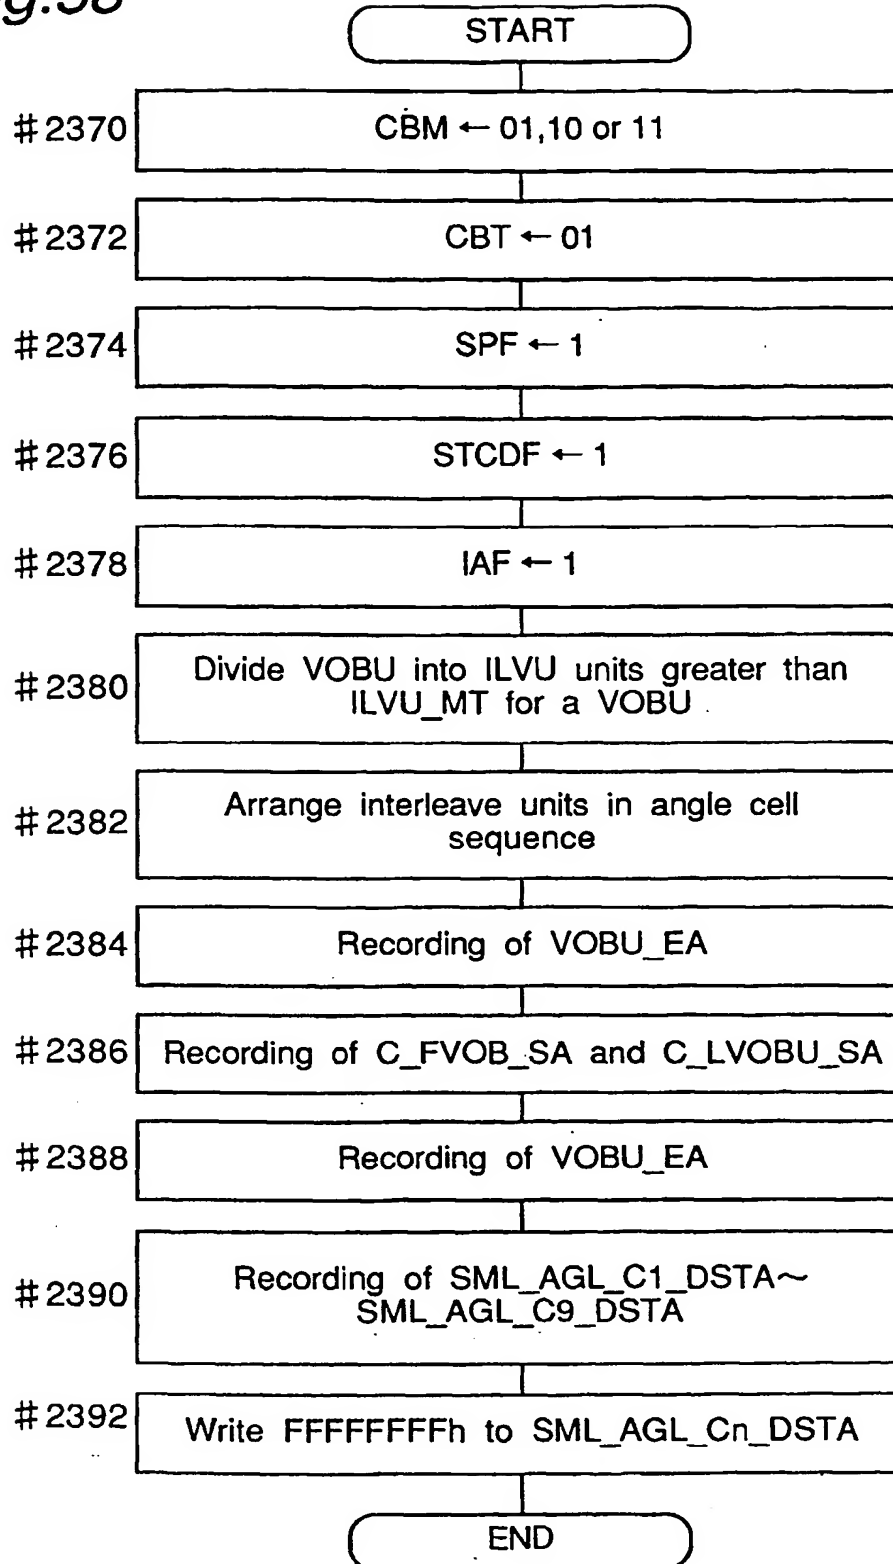 g.58
START
#2370 CBM ← 01,10 or 11
#2372 CBT ← 01
#2374 SPF ← 1
#2376 STCDF ← 1
#2378 IAF ← 1
#2380 Divide VOBU into ILVU units greater than
ILVU_MT for a VOBU
#2382 Arrange interleave units in angle cell
sequence
#2384 Recording of VOBU_EA
#2386 Recording of C_FVOB_SA and C_LVOBU_SA
#2388 Recording of VOBU_EA
#2390 Recording of SML_AGL_C1_DSTA~
SML_AGL_C9_DSTA
#2392 Write FFFFFFFFh to SML_AGL_Cn_DSTA
END